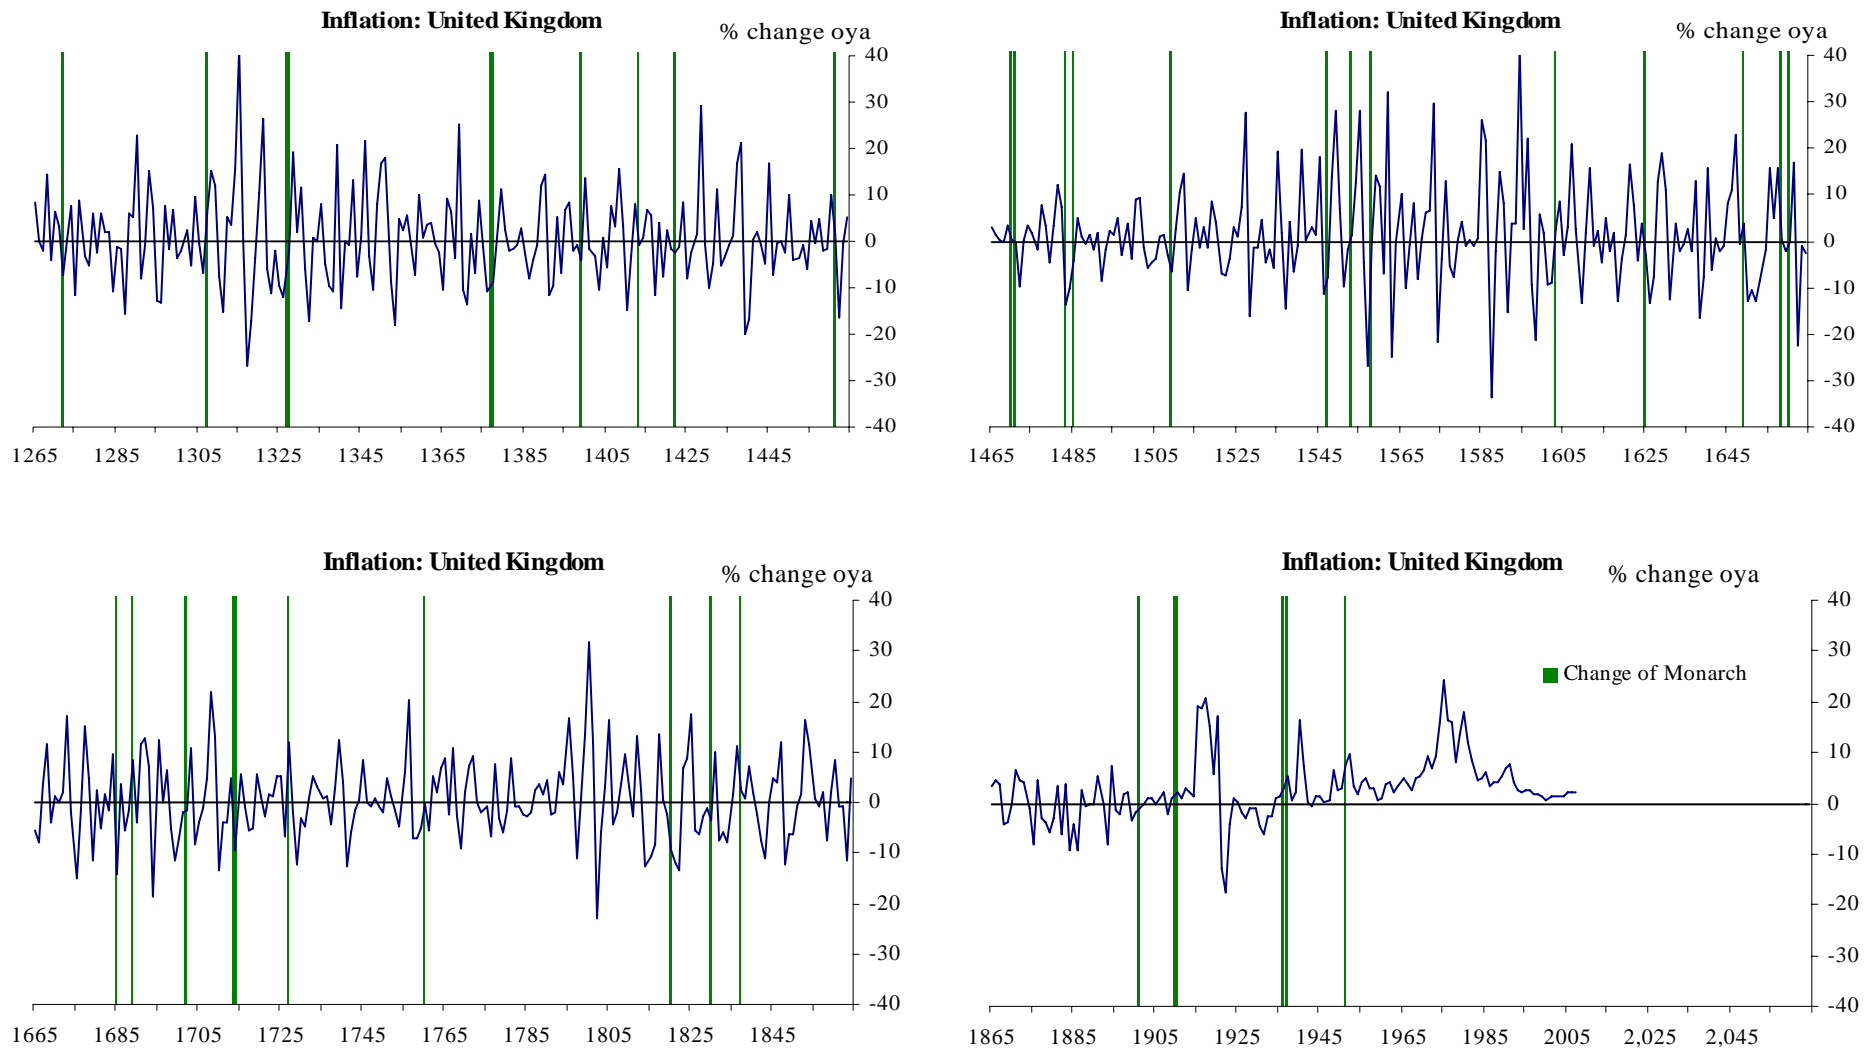 Inflation: United Kingdom
% change oya
40
30
20
10
0
-10
-20
-30
-40
1265 1285 1305 1325 1345 1365 1385 1405 1425 1445
Inflation: United Kingdom
% change oya
40
30
20
10
0
-10
-20
-30
-40
1465 1485 1505 1525 1545 1565 1585 1605 1625 1645
Inflation: United Kingdom
% change oya
40
30
20
10
0
-10
-20
-30
-40
1665 1685 1705 1725 1745 1765 1785 1805 1825 1845
Inflation: United Kingdom
% change oya
40
30
Change of Monarch
20
10
0
-10
-20
-30
-40
1865 1885 1905 1925 1945 1965 1985 2005 2,025 2,045